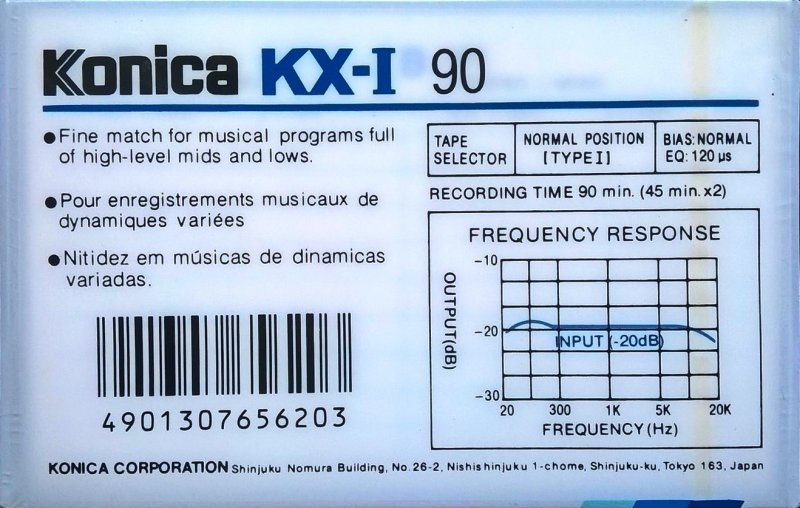 Konica KX-I 90
●Fine match for musical programs full
of high-level mids and lows.
●Pour enregistrements musicaux de
dynamiques variées
●Nitidez em músicas de dinamicas
variadas.
4901307656203
TAPE SELECTOR
NORMAL POSITION [TYPE I]
BIAS: NORMAL EQ: 120 µs
RECORDING TIME 90 min. (45 min. x2)
FREQUENCY RESPONSE
OUTPUT(dB)
-10
-20
-30
INPUT (-20dB)
20 300 1K 5K 20K
FREQUENCY (Hz)
KONICA CORPORATION Shinjuku Nomura Building, No. 26-2, Nishishinjuku 1-chome, Shinjuku-ku, Tokyo 163, Japan